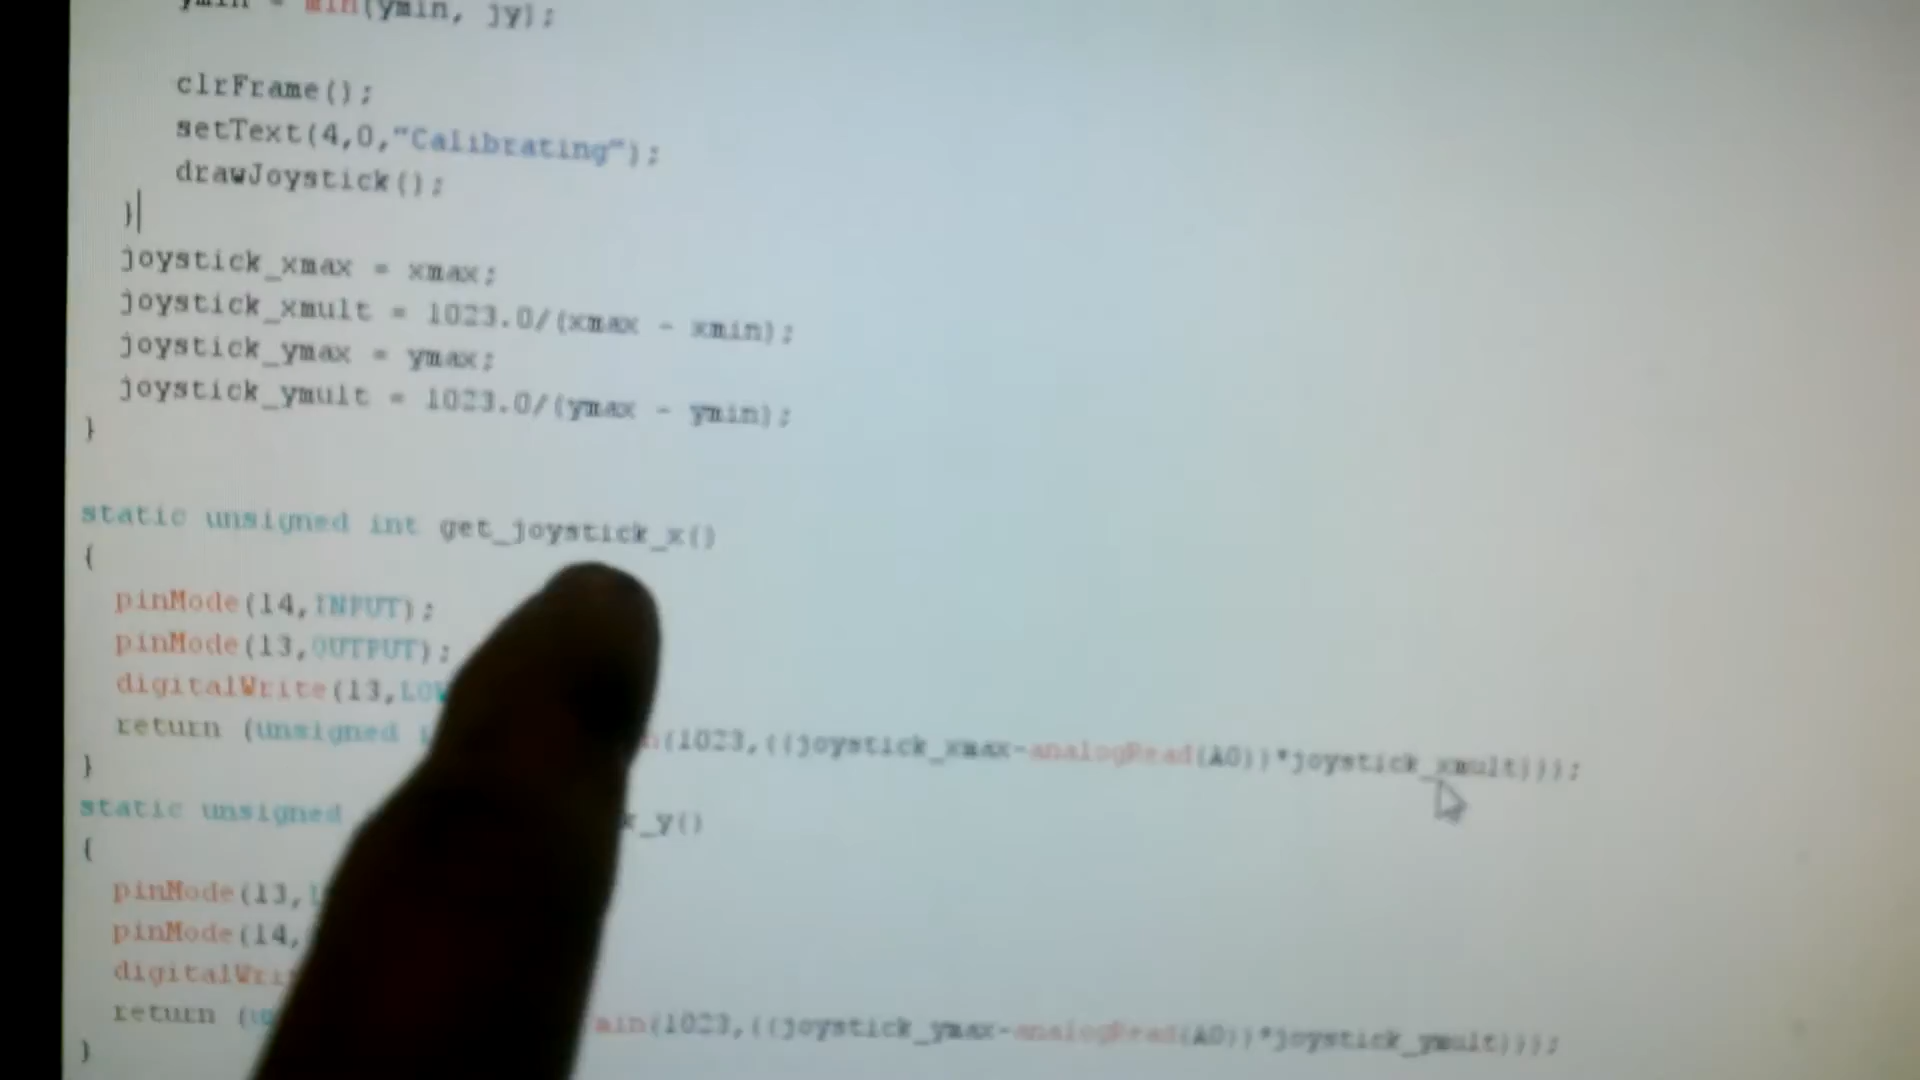 ymin = min(ymin, jy);
clrFrame();
setText(4,0,"Calibrating");
drawJoystick();
}
joystick_xmax = xmax;
joystick_xmult = 1023.0/(xmax - xmin);
joystick_ymax = ymax;
joystick_ymult = 1023.0/(ymax - ymin);
}
static unsigned int get_joystick_x()
{
pinMode(14,INPUT);
pinMode(13,OUTPUT);
digitalWrite(13,LOW
return (unsigned (1023,((joystick_xmax-analogRead(A0))*joystick_xmult)));
}
static unsigned _y()
{
pinMode(13,
pinMode(14,
digitalWri
return ( (1023,((joystick_ymax-analogRead(A0))*joystick_ymult)));
}